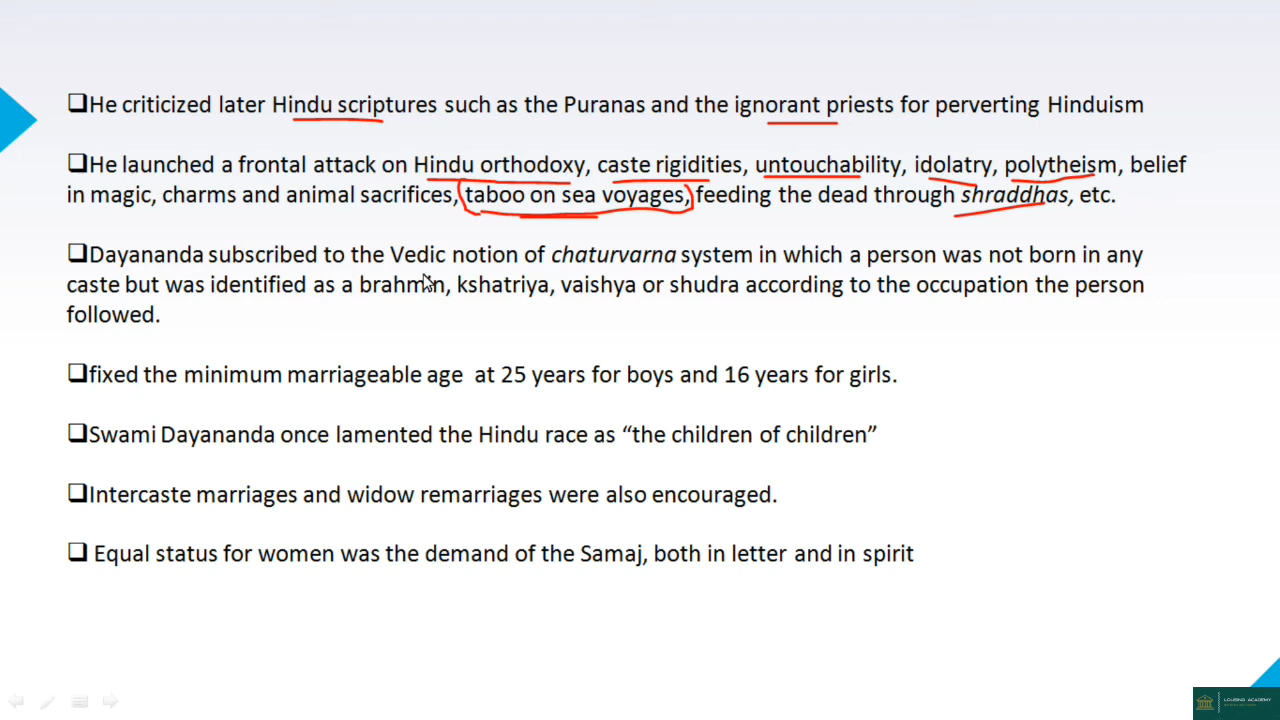 ❑He criticized later Hindu scriptures such as the Puranas and the ignorant priests for perverting Hinduism
❑He launched a frontal attack on Hindu orthodoxy, caste rigidities, untouchability, idolatry, polytheism, belief
in magic, charms and animal sacrifices, taboo on sea voyages, feeding the dead through shraddhas, etc.
❑Dayananda subscribed to the Vedic notion of chaturvarna system in which a person was not born in any
caste but was identified as a brahmin, kshatriya, vaishya or shudra according to the occupation the person
followed.
❑fixed the minimum marriageable age at 25 years for boys and 16 years for girls.
❑Swami Dayananda once lamented the Hindu race as “the children of children”
❑Intercaste marriages and widow remarriages were also encouraged.
❑ Equal status for women was the demand of the Samaj, both in letter and in spirit
LOUSING ACADEMY